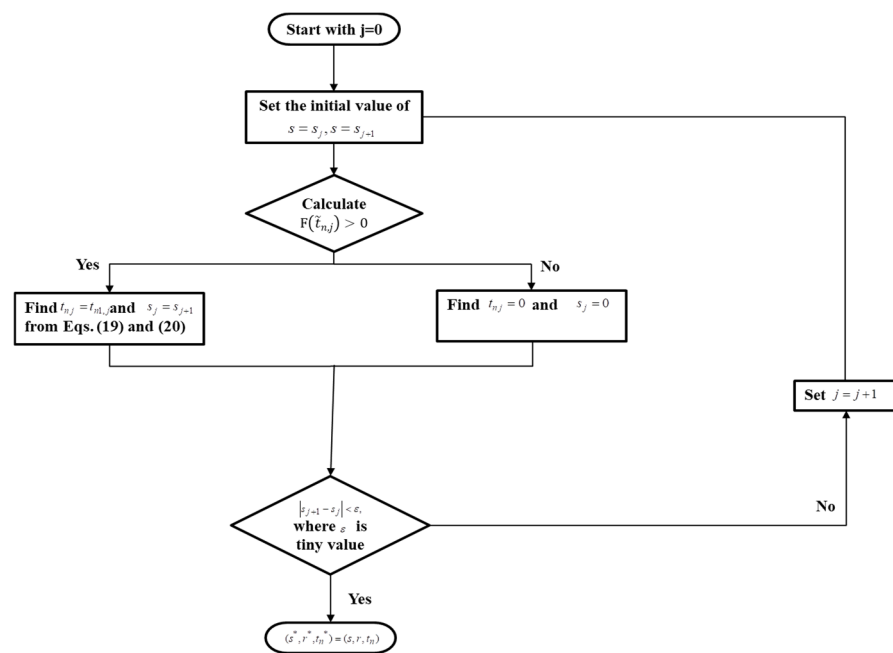 Start with j=0
Set the initial value of
s = s_j, s = s_{j+1}
Calculate
F(t̃_{n,j}) > 0
Yes
No
Find t_{nj} = t_{n1,j} and s_j = s_{j+1}
from Eqs. (19) and (20)
Find t_{nj} = 0 and s_j = 0
Set j = j+1
|s_{j+1} − s_j| < ε,
where ε is
tiny value
No
Yes
(s*, r*, t_n*) = (s, r, t_n)